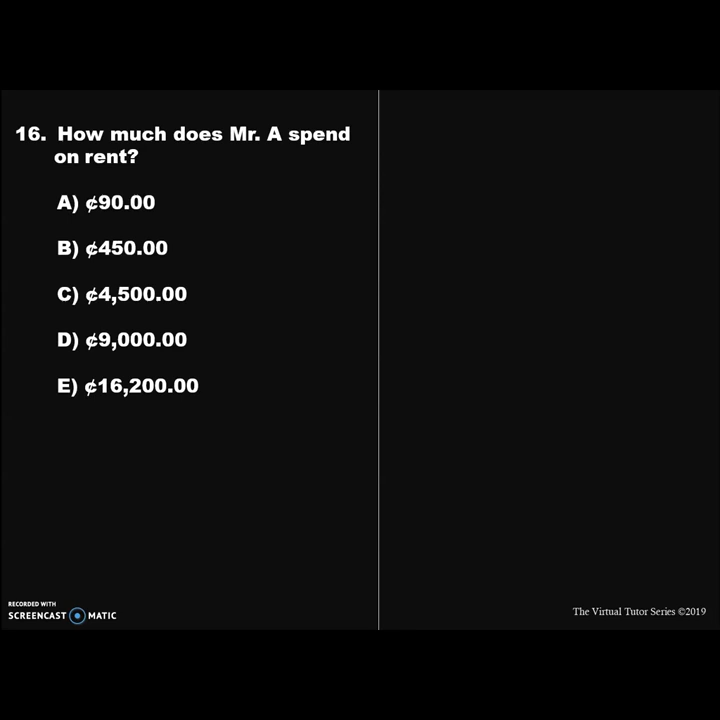 16. How much does Mr. A spend
on rent?
A) ¢90.00
B) ¢450.00
C) ¢4,500.00
D) ¢9,000.00
E) ¢16,200.00
RECORDED WITH
SCREENCAST MATIC
The Virtual Tutor Series ©2019